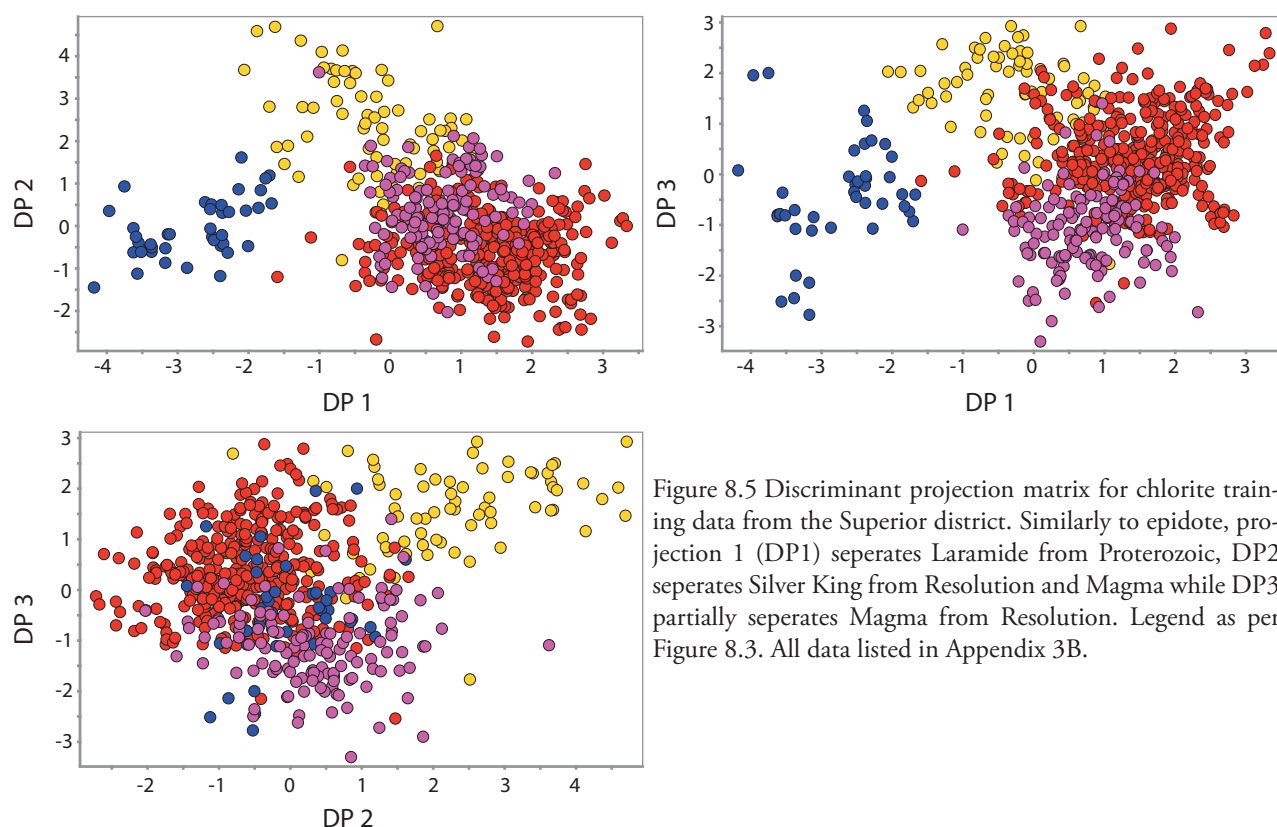 4
3
2
1
0
-1
-2
DP 2
-4 -3 -2 -1 0 1 2 3
DP 1
3
2
1
0
-1
-2
-3
DP 3
-4 -3 -2 -1 0 1 2 3
DP 1
3
2
1
0
-1
-2
-3
DP 3
-2 -1 0 1 2 3 4
DP 2
Figure 8.5 Discriminant projection matrix for chlorite train-
ing data from the Superior district. Similarly to epidote, pro-
jection 1 (DP1) seperates Laramide from Proterozoic, DP2
seperates Silver King from Resolution and Magma while DP3
partially seperates Magma from Resolution. Legend as per
Figure 8.3. All data listed in Appendix 3B.